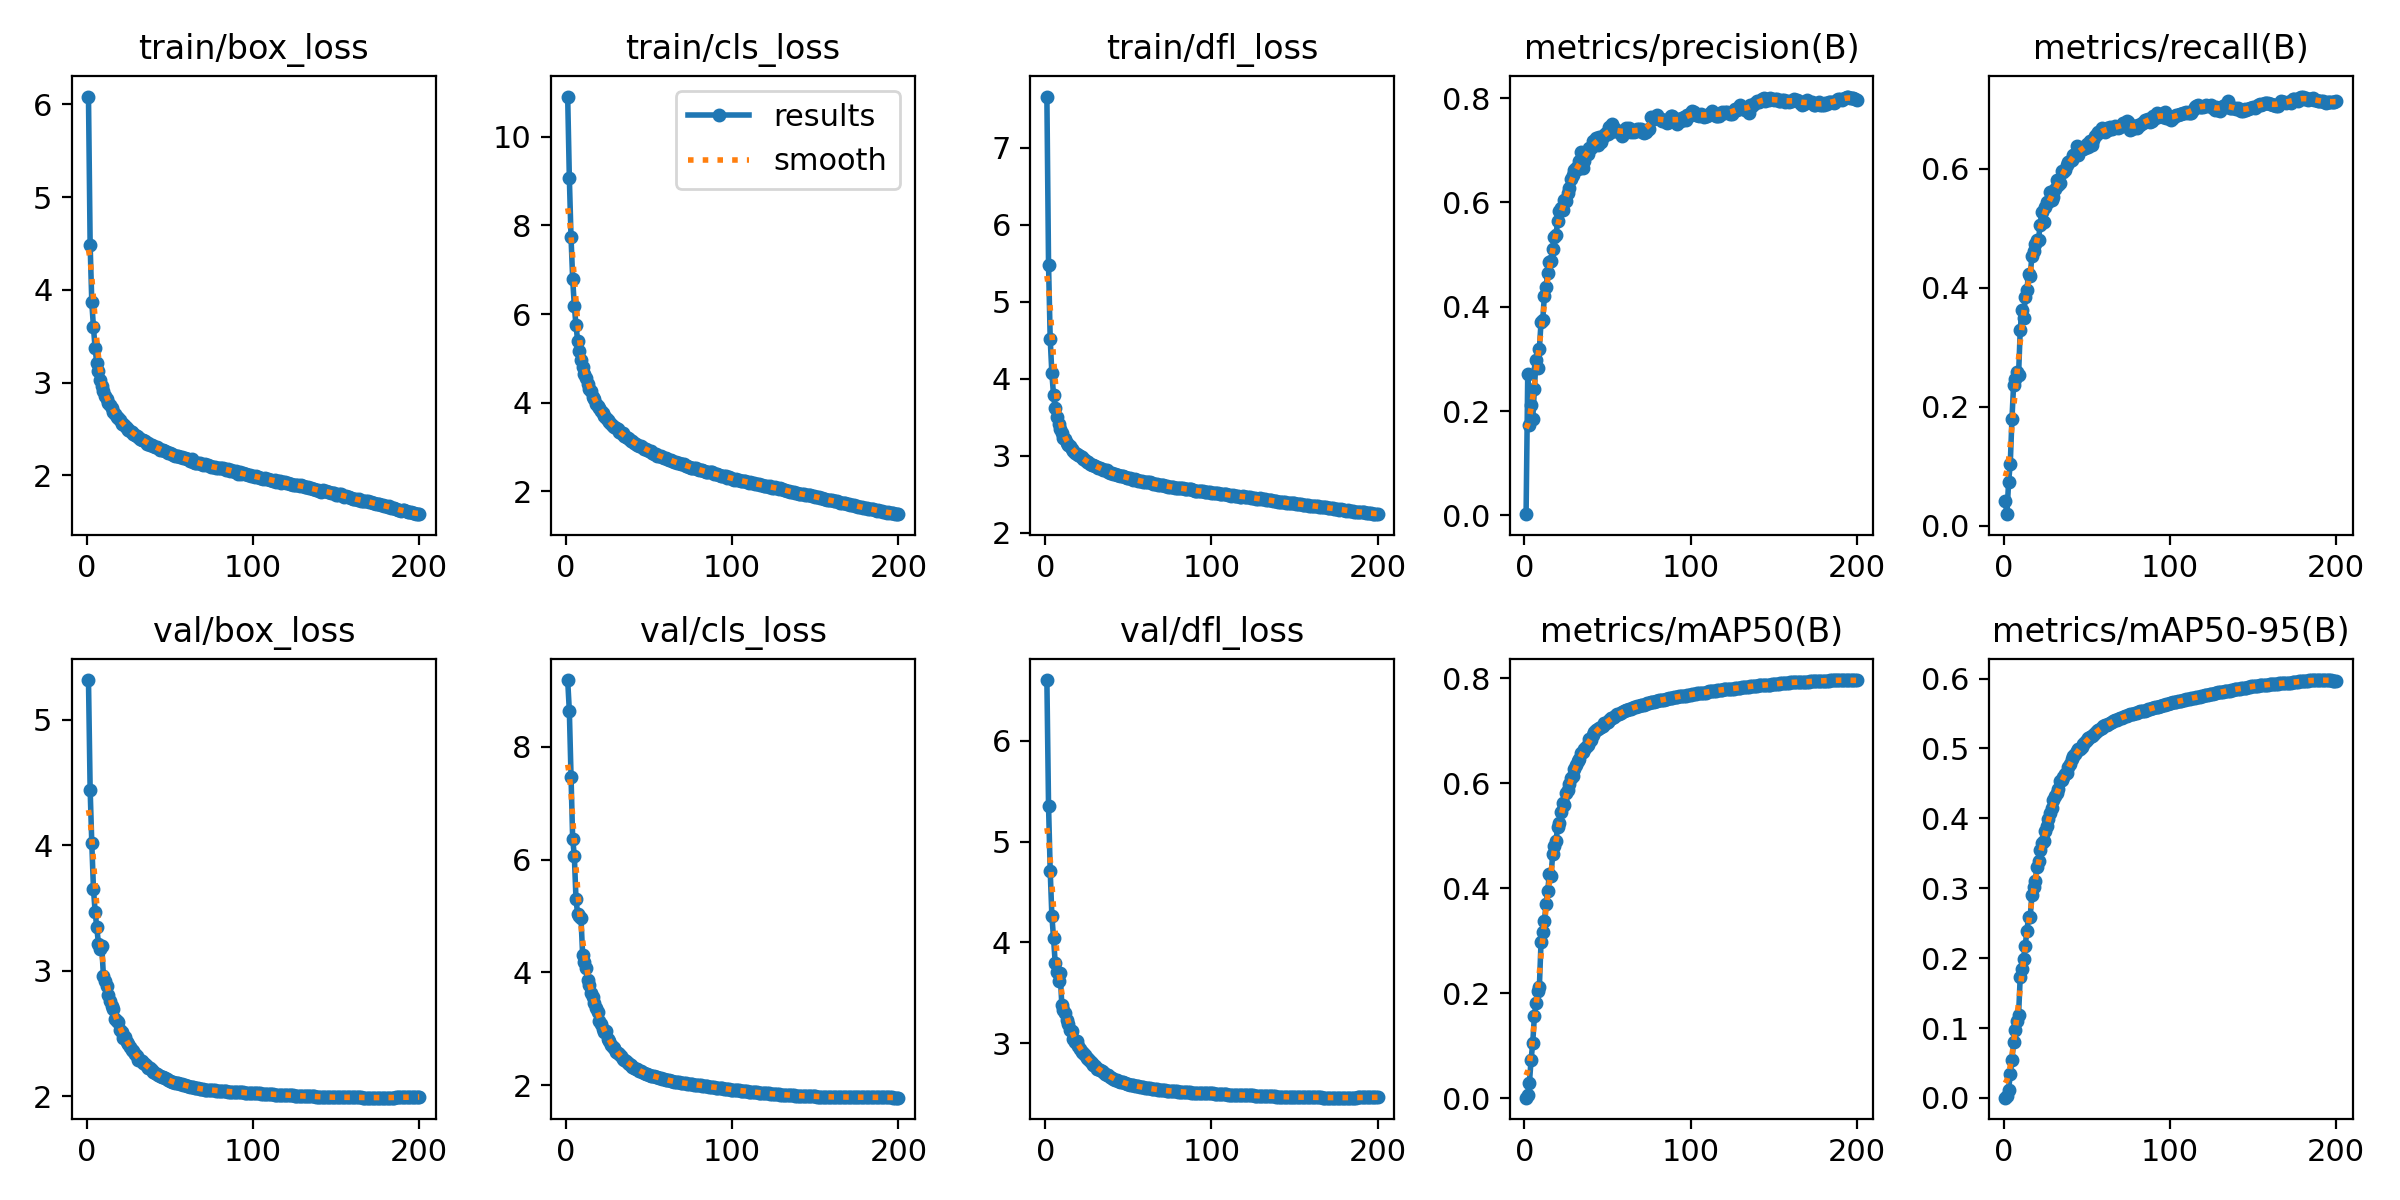 train/box_loss
6
5
4
3
2
0 100 200
train/cls_loss
results
smooth
10
8
6
4
2
0 100 200
train/dfl_loss
7
6
5
4
3
2
0 100 200
metrics/precision(B)
0.8
0.6
0.4
0.2
0.0
0 100 200
metrics/recall(B)
0.6
0.4
0.2
0.0
0 100 200
val/box_loss
5
4
3
2
0 100 200
val/cls_loss
8
6
4
2
0 100 200
val/dfl_loss
6
5
4
3
0 100 200
metrics/mAP50(B)
0.8
0.6
0.4
0.2
0.0
0 100 200
metrics/mAP50-95(B)
0.6
0.5
0.4
0.3
0.2
0.1
0.0
0 100 200